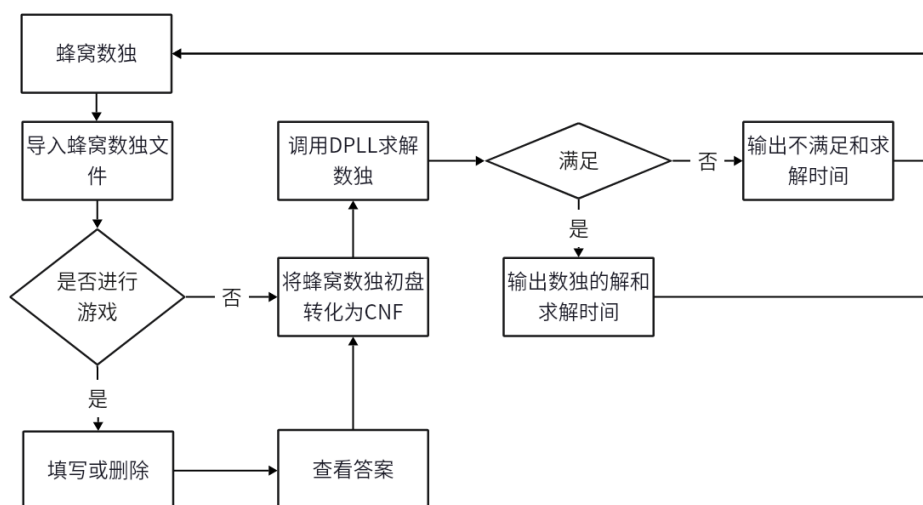 蜂窝数独
导入蜂窝数独文
件
是否进行
游戏
否
是
填写或删除
查看答案
将蜂窝数独初盘
转化为CNF
调用DPLL求解
数独
满足
否
是
输出不满足和求
解时间
输出数独的解和
求解时间